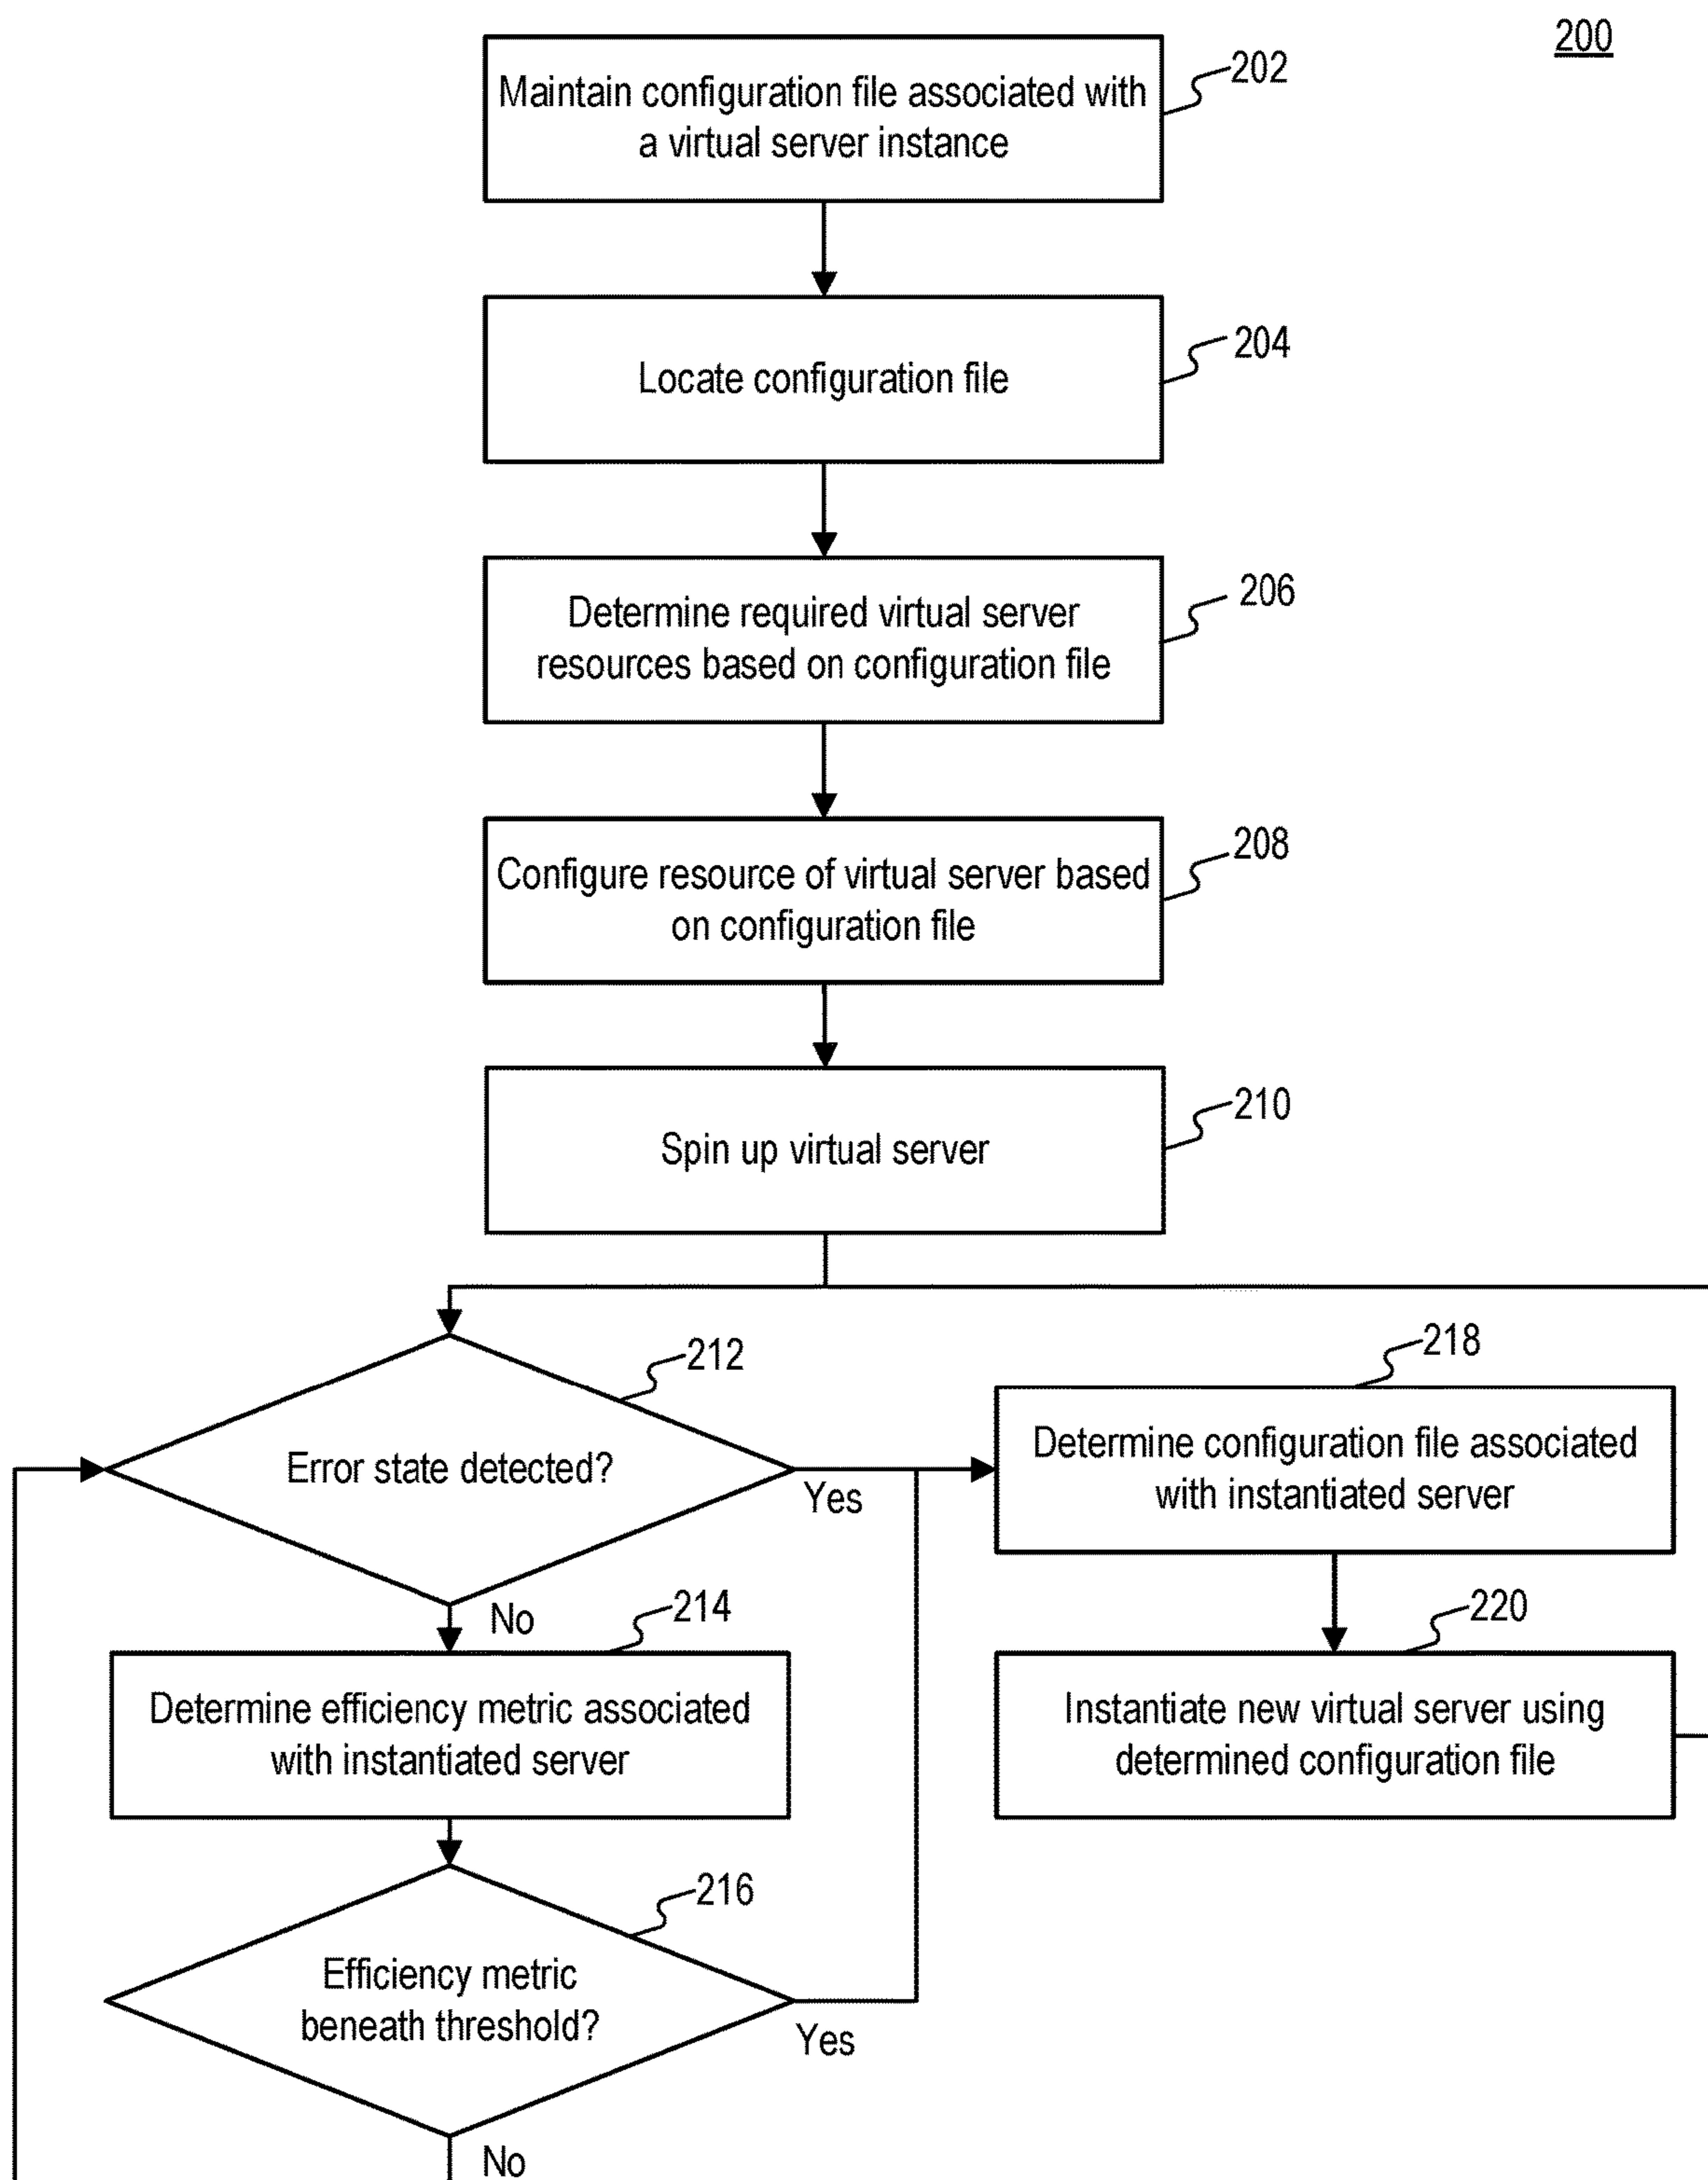 200
202
Maintain configuration file associated with
a virtual server instance
204
Locate configuration file
206
Determine required virtual server
resources based on configuration file
208
Configure resource of virtual server based
on configuration file
210
Spin up virtual server
212
Error state detected?
Yes
No
218
Determine configuration file associated
with instantiated server
214
Determine efficiency metric associated
with instantiated server
220
Instantiate new virtual server using
determined configuration file
216
Efficiency metric
beneath threshold?
Yes
No